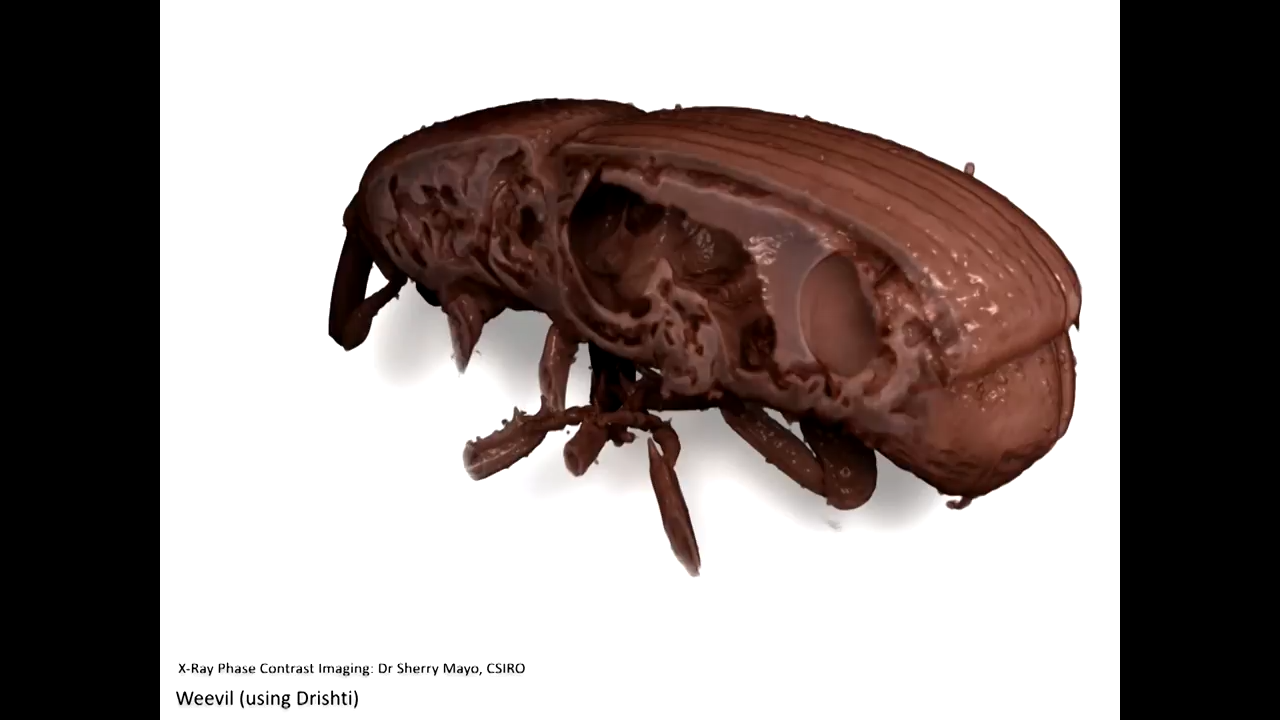 X-Ray Phase Contrast Imaging: Dr Sherry Mayo, CSIRO
Weevil (using Drishti)